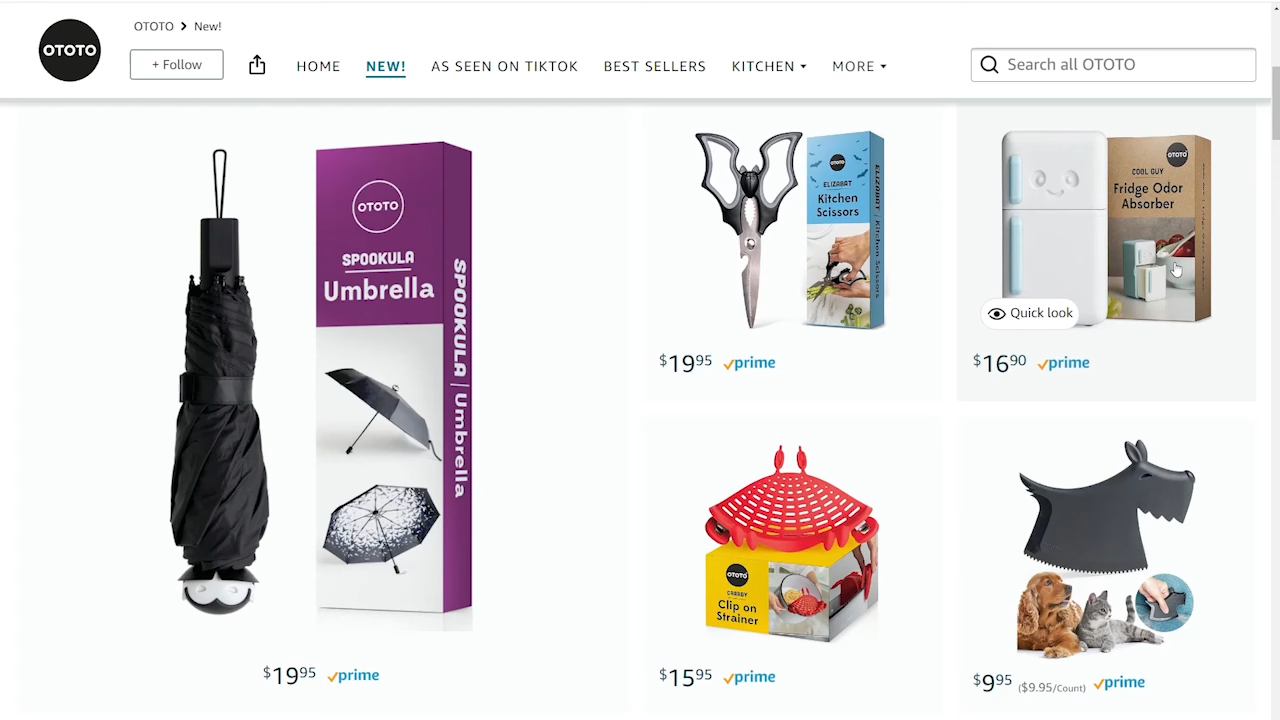 OTOTO
OTOTO > New!
+ Follow
HOME
NEW!
AS SEEN ON TIKTOK
BEST SELLERS
KITCHEN
MORE
Search all OTOTO
OTOTO
SPOOKULA
Umbrella
SPOOKULA | Umbrella
$19.95 prime
OTOTO
ELIZABAT
Kitchen
Scissors
ELIZABAT | Kitchen Scissors
$19.95 prime
OTOTO
COOL GUY
Fridge Odor
Absorber
Quick look
$16.90 prime
OTOTO
CRABBY
Clip on
Strainer
$15.95 prime
$9.95 ($9.95/Count) prime